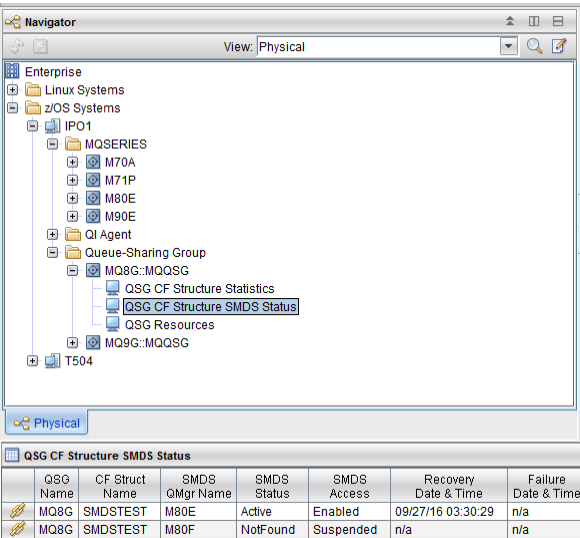 Navigator
View: Physical
Enterprise
Linux Systems
z/OS Systems
IPO1
MQSERIES
M70A
M71P
M80E
M90E
QI Agent
Queue-Sharing Group
MQ8G::MQQSG
QSG CF Structure Statistics
QSG CF Structure SMDS Status
QSG Resources
MQ9G::MQQSG
T504
Physical
QSG CF Structure SMDS Status
QSG CF Struct SMDS SMDS SMDS Recovery Failure
Name Name QMgr Name Status Access Date & Time Date & Time
MQ8G SMDSTEST M80E Active Enabled 09/27/16 03:30:29 n/a
MQ8G SMDSTEST M80F NotFound Suspended n/a n/a